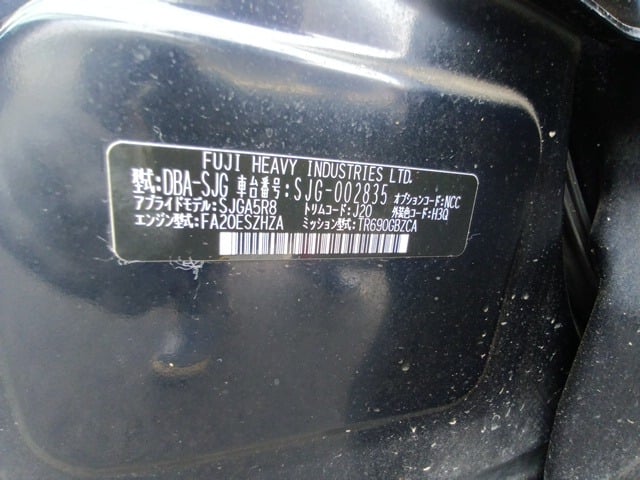 FUJI HEAVY INDUSTRIES LTD.
型式:DBA-SJG 車台番号:SJG-002835 オプションコード:NCC
アプライドモデル:SJGA5R8 トリムコード:J20 外装色コード:H3Q
エンジン型式:FA20ESZHZA ミッション型式:TR690GBZCA